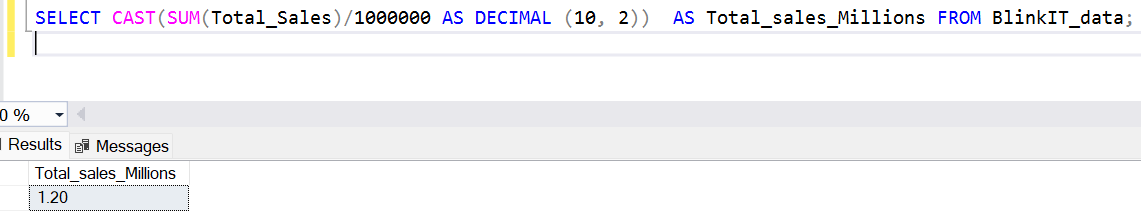 SELECT CAST(SUM(Total_Sales)/1000000 AS DECIMAL (10, 2))  AS Total_sales_Millions FROM BlinkIT_data;
0 %
Results Messages
Total_sales_Millions
1.20